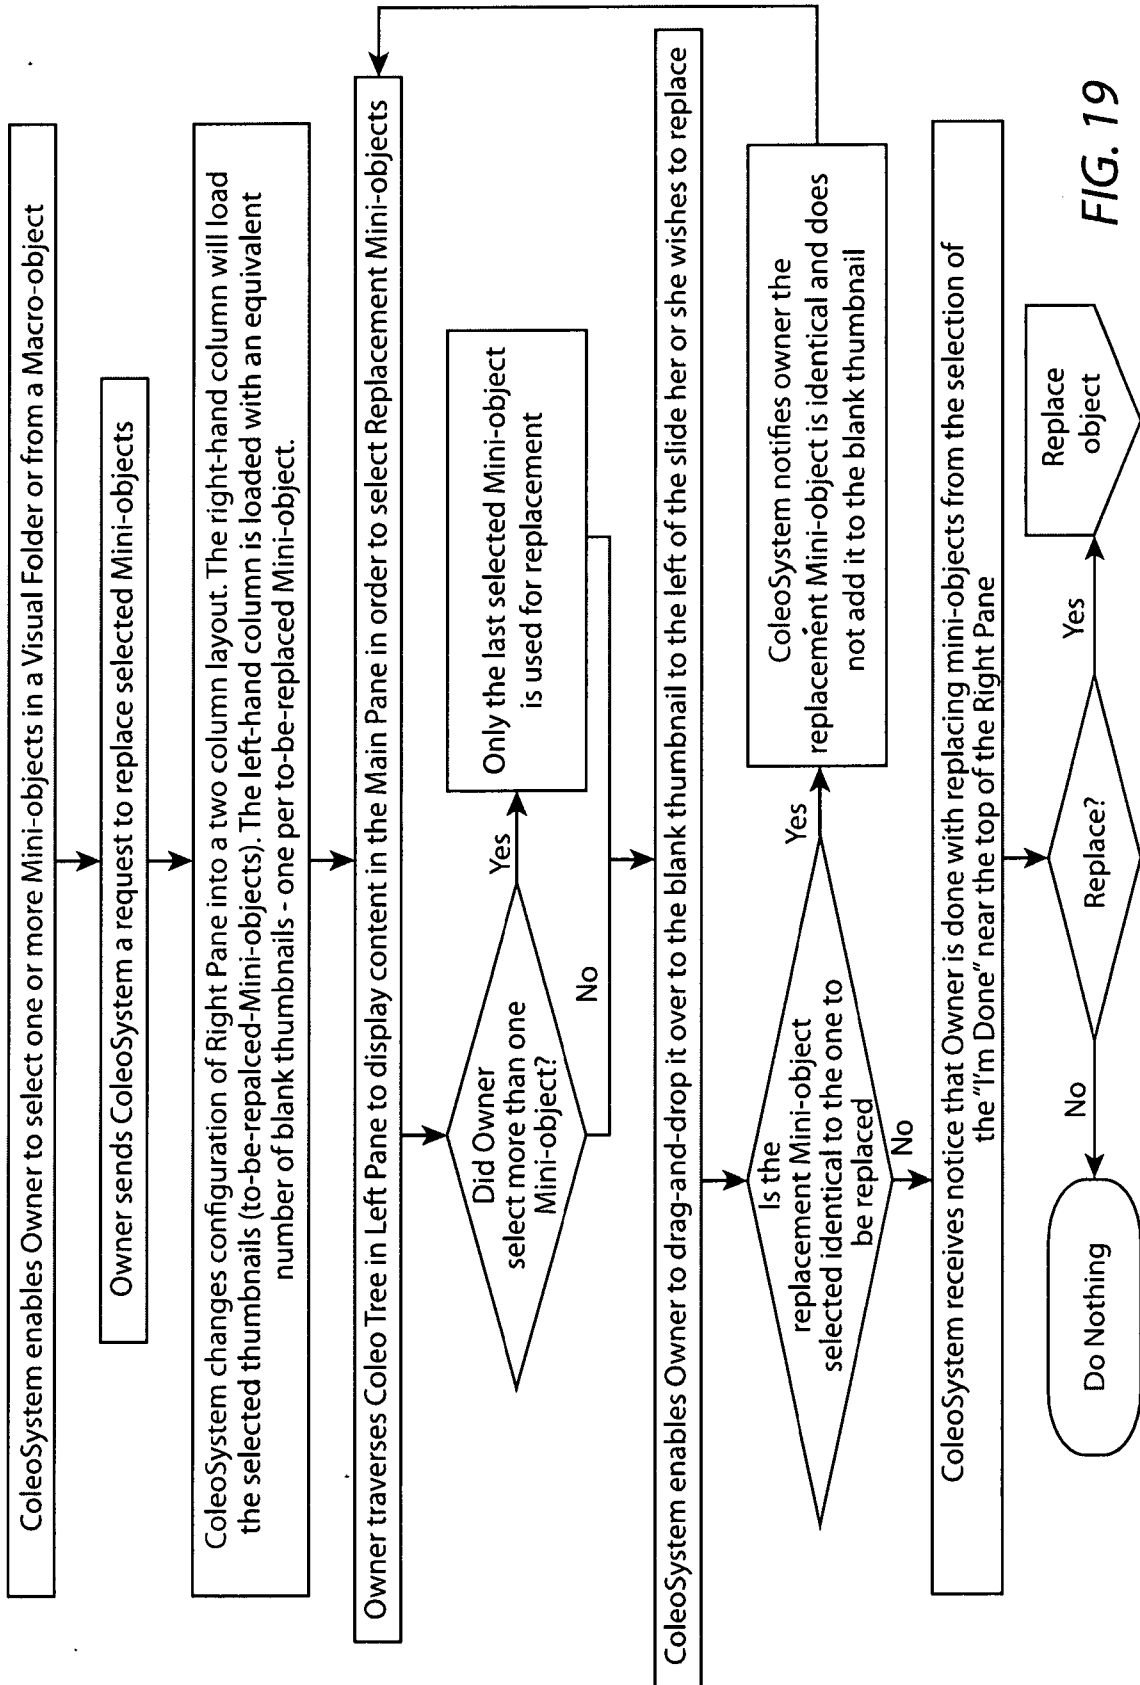 ColeoSystem enables Owner to select one or more Mini-objects in a Visual Folder or from a Macro-object
Owner sends ColeoSystem a request to replace selected Mini-objects
ColeoSystem changes configuration of Right Pane into a two column layout. The right-hand column will load
the selected thumbnails (to-be-repalced-Mini-objects). The left-hand column is loaded with an equivalent
number of blank thumbnails - one per to-be-replaced Mini-object.
Owner traverses Coleo Tree in Left Pane to display content in the Main Pane in order to select Replacement Mini-objects
Did Owner
select more than one
Mini-object?
Yes
No
Only the last selected Mini-object
is used for replacement
ColeoSystem enables Owner to drag-and-drop it over to the blank thumbnail to the left of the slide her or she wishes to replace
Is the
replacement Mini-object
selected identical to the one to
be replaced
Yes
No
ColeoSystem notifies owner the
replacement Mini-object is identical and does
not add it to the blank thumbnail
ColeoSystem receives notice that Owner is done with replacing mini-objects from the selection of
the "I'm Done" near the top of the Right Pane
Replace?
No
Yes
Do Nothing
Replace
object
FIG. 19